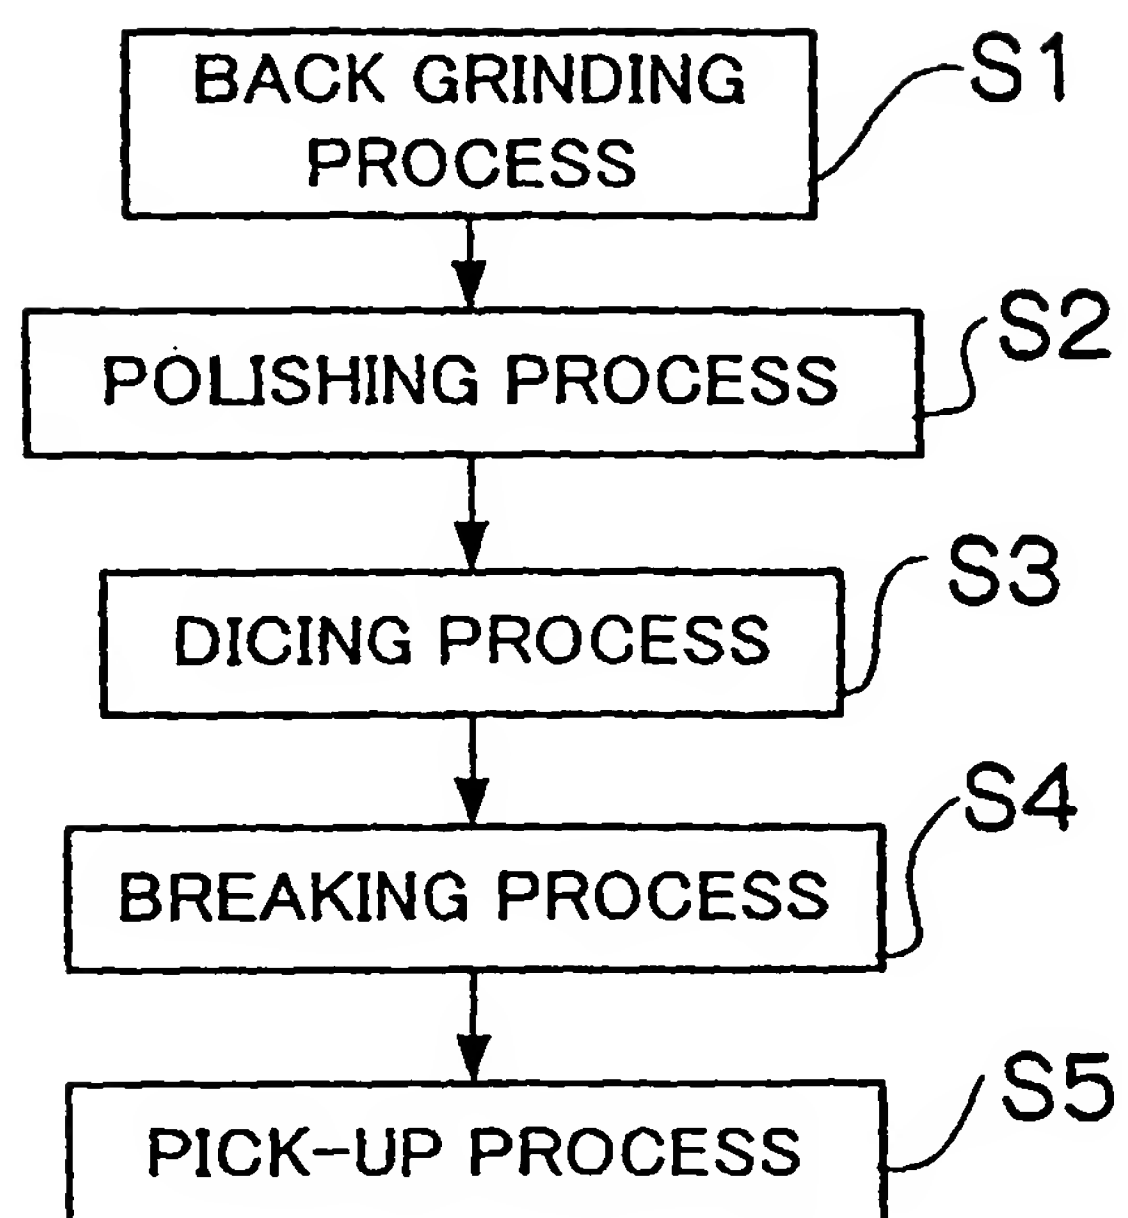 BACK GRINDING
PROCESS
S1
POLISHING PROCESS
S2
DICING PROCESS
S3
BREAKING PROCESS
S4
PICK-UP PROCESS
S5